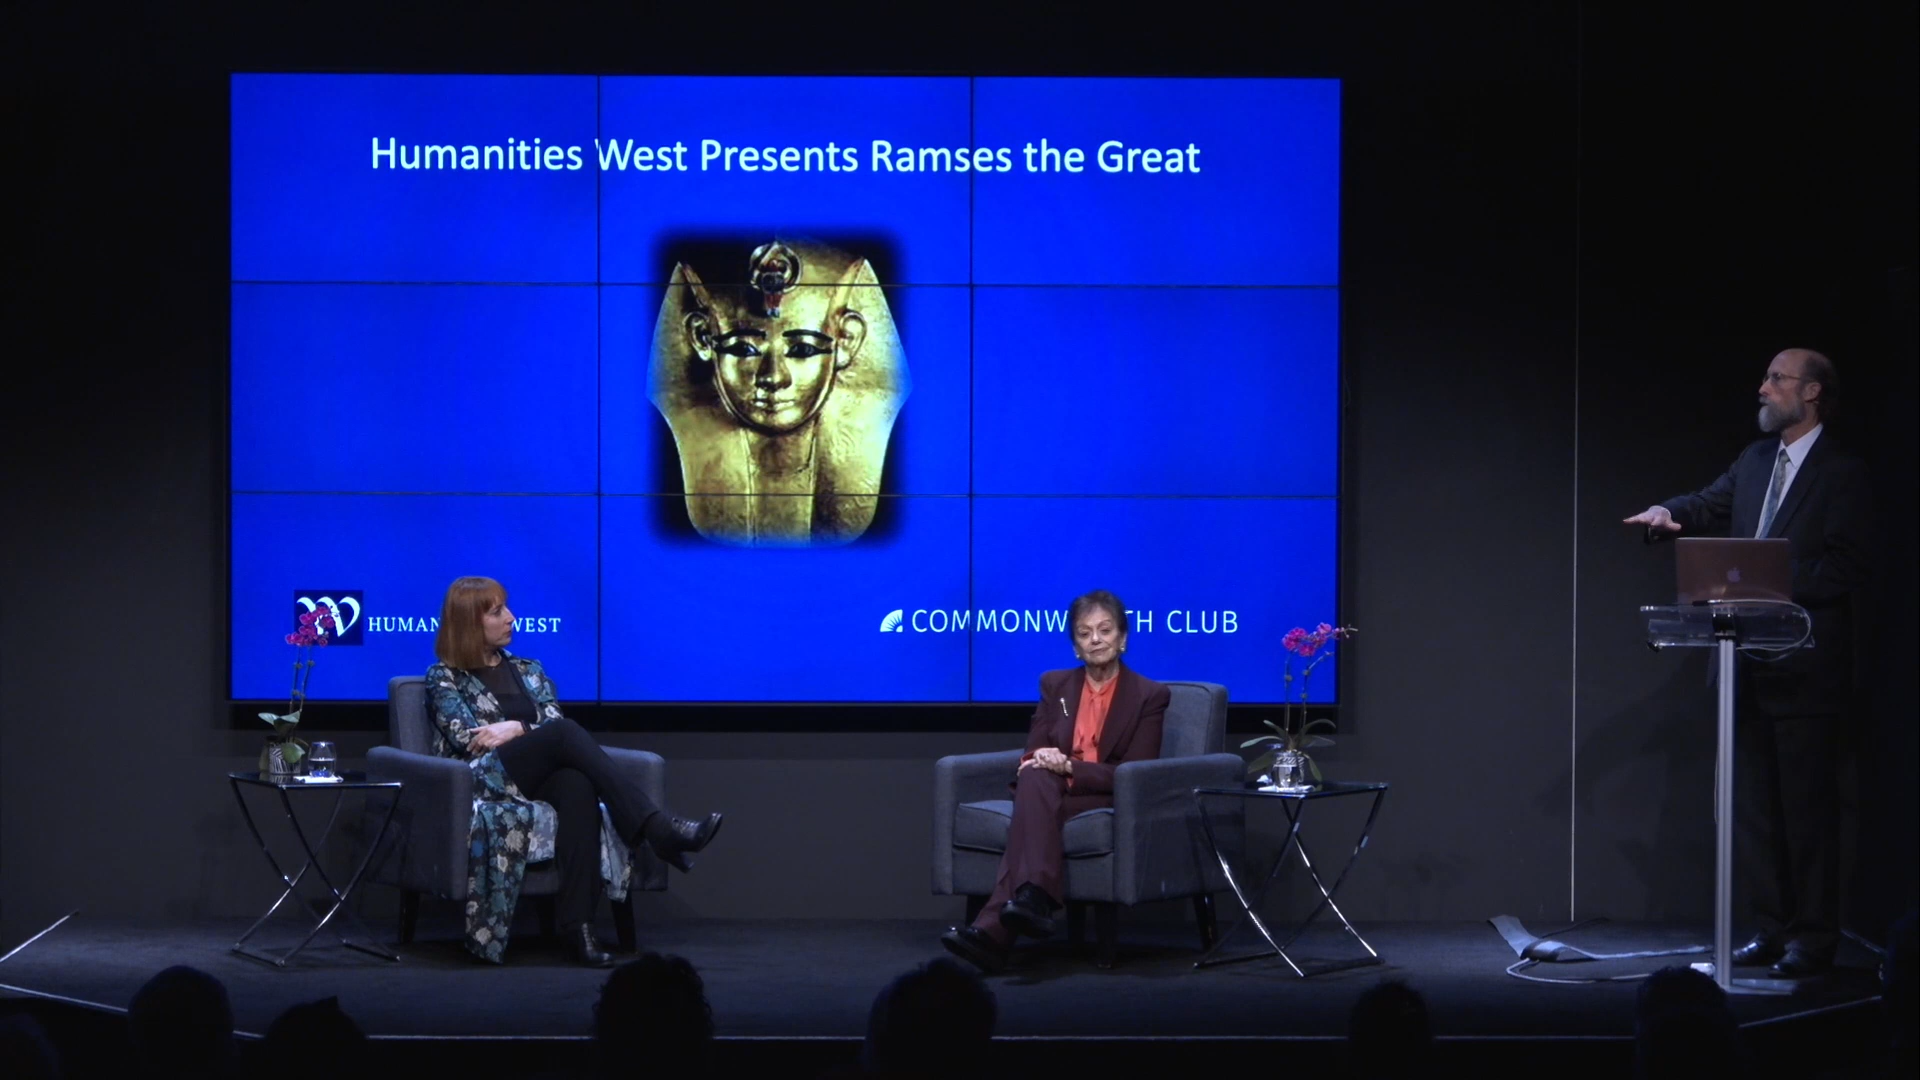 Humanities West Presents Ramses the Great
HUMAN WEST
COMMONW TH CLUB